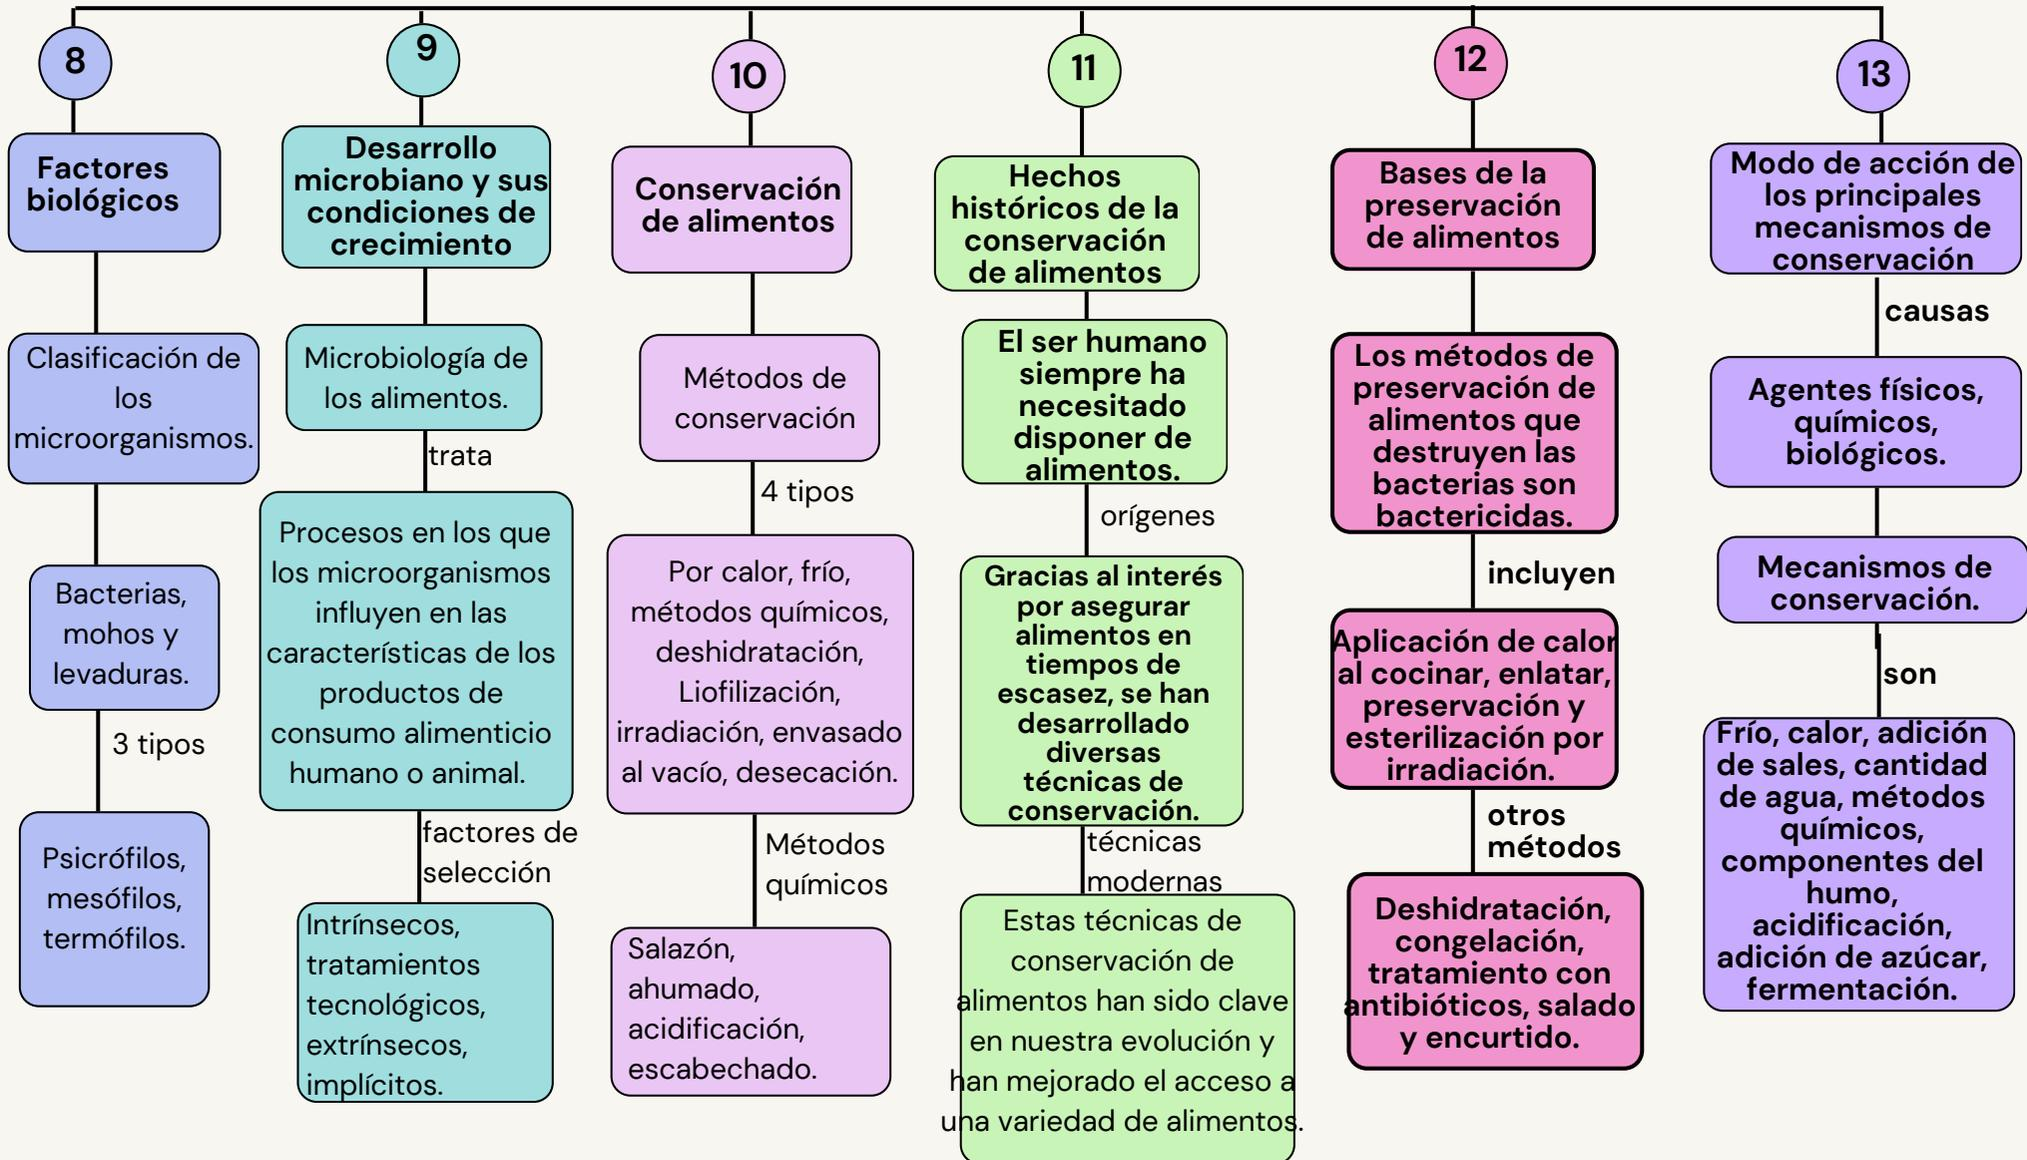 8
Factores
biológicos
Clasificación de
los
microorganismos.
Bacterias,
mohos y
levaduras.
3 tipos
Psicrófilos,
mesófilos,
termófilos.
9
Desarrollo
microbiano y sus
condiciones de
crecimiento
Microbiología de
los alimentos.
trata
Procesos en los que
los microorganismos
influyen en las
características de los
productos de
consumo alimenticio
humano o animal.
factores de
selección
Intrínsecos,
tratamientos
tecnológicos,
extrínsecos,
implícitos.
10
Conservación
de alimentos
Métodos de
conservación
4 tipos
Por calor, frío,
métodos químicos,
deshidratación,
Liofilización,
irradiación, envasado
al vacío, desecación.
Métodos
químicos
Salazón,
ahumado,
acidificación,
escabechado.
11
Hechos
históricos de la
conservación
de alimentos
El ser humano
siempre ha
necesitado
disponer de
alimentos.
orígenes
Gracias al interés
por asegurar
alimentos en
tiempos de
escasez, se han
desarrollado
diversas
técnicas de
conservación.
técnicas
modernas
Estas técnicas de
conservación de
alimentos han sido clave
en nuestra evolución y
han mejorado el acceso a
una variedad de alimentos.
12
Bases de la
preservación
de alimentos
Los métodos de
preservación de
alimentos que
destruyen las
bacterias son
bactericidas.
incluyen
Aplicación de calor
al cocinar, enlatar,
preservación y
esterilización por
irradiación.
otros
métodos
Deshidratación,
congelación,
tratamiento con
antibióticos, salado
y encurtido.
13
Modo de acción de
los principales
mecanismos de
conservación
causas
Agentes físicos,
químicos,
biológicos.
Mecanismos de
conservación.
son
Frío, calor, adición
de sales, cantidad
de agua, métodos
químicos,
componentes del
humo,
acidificación,
adición de azúcar,
fermentación.